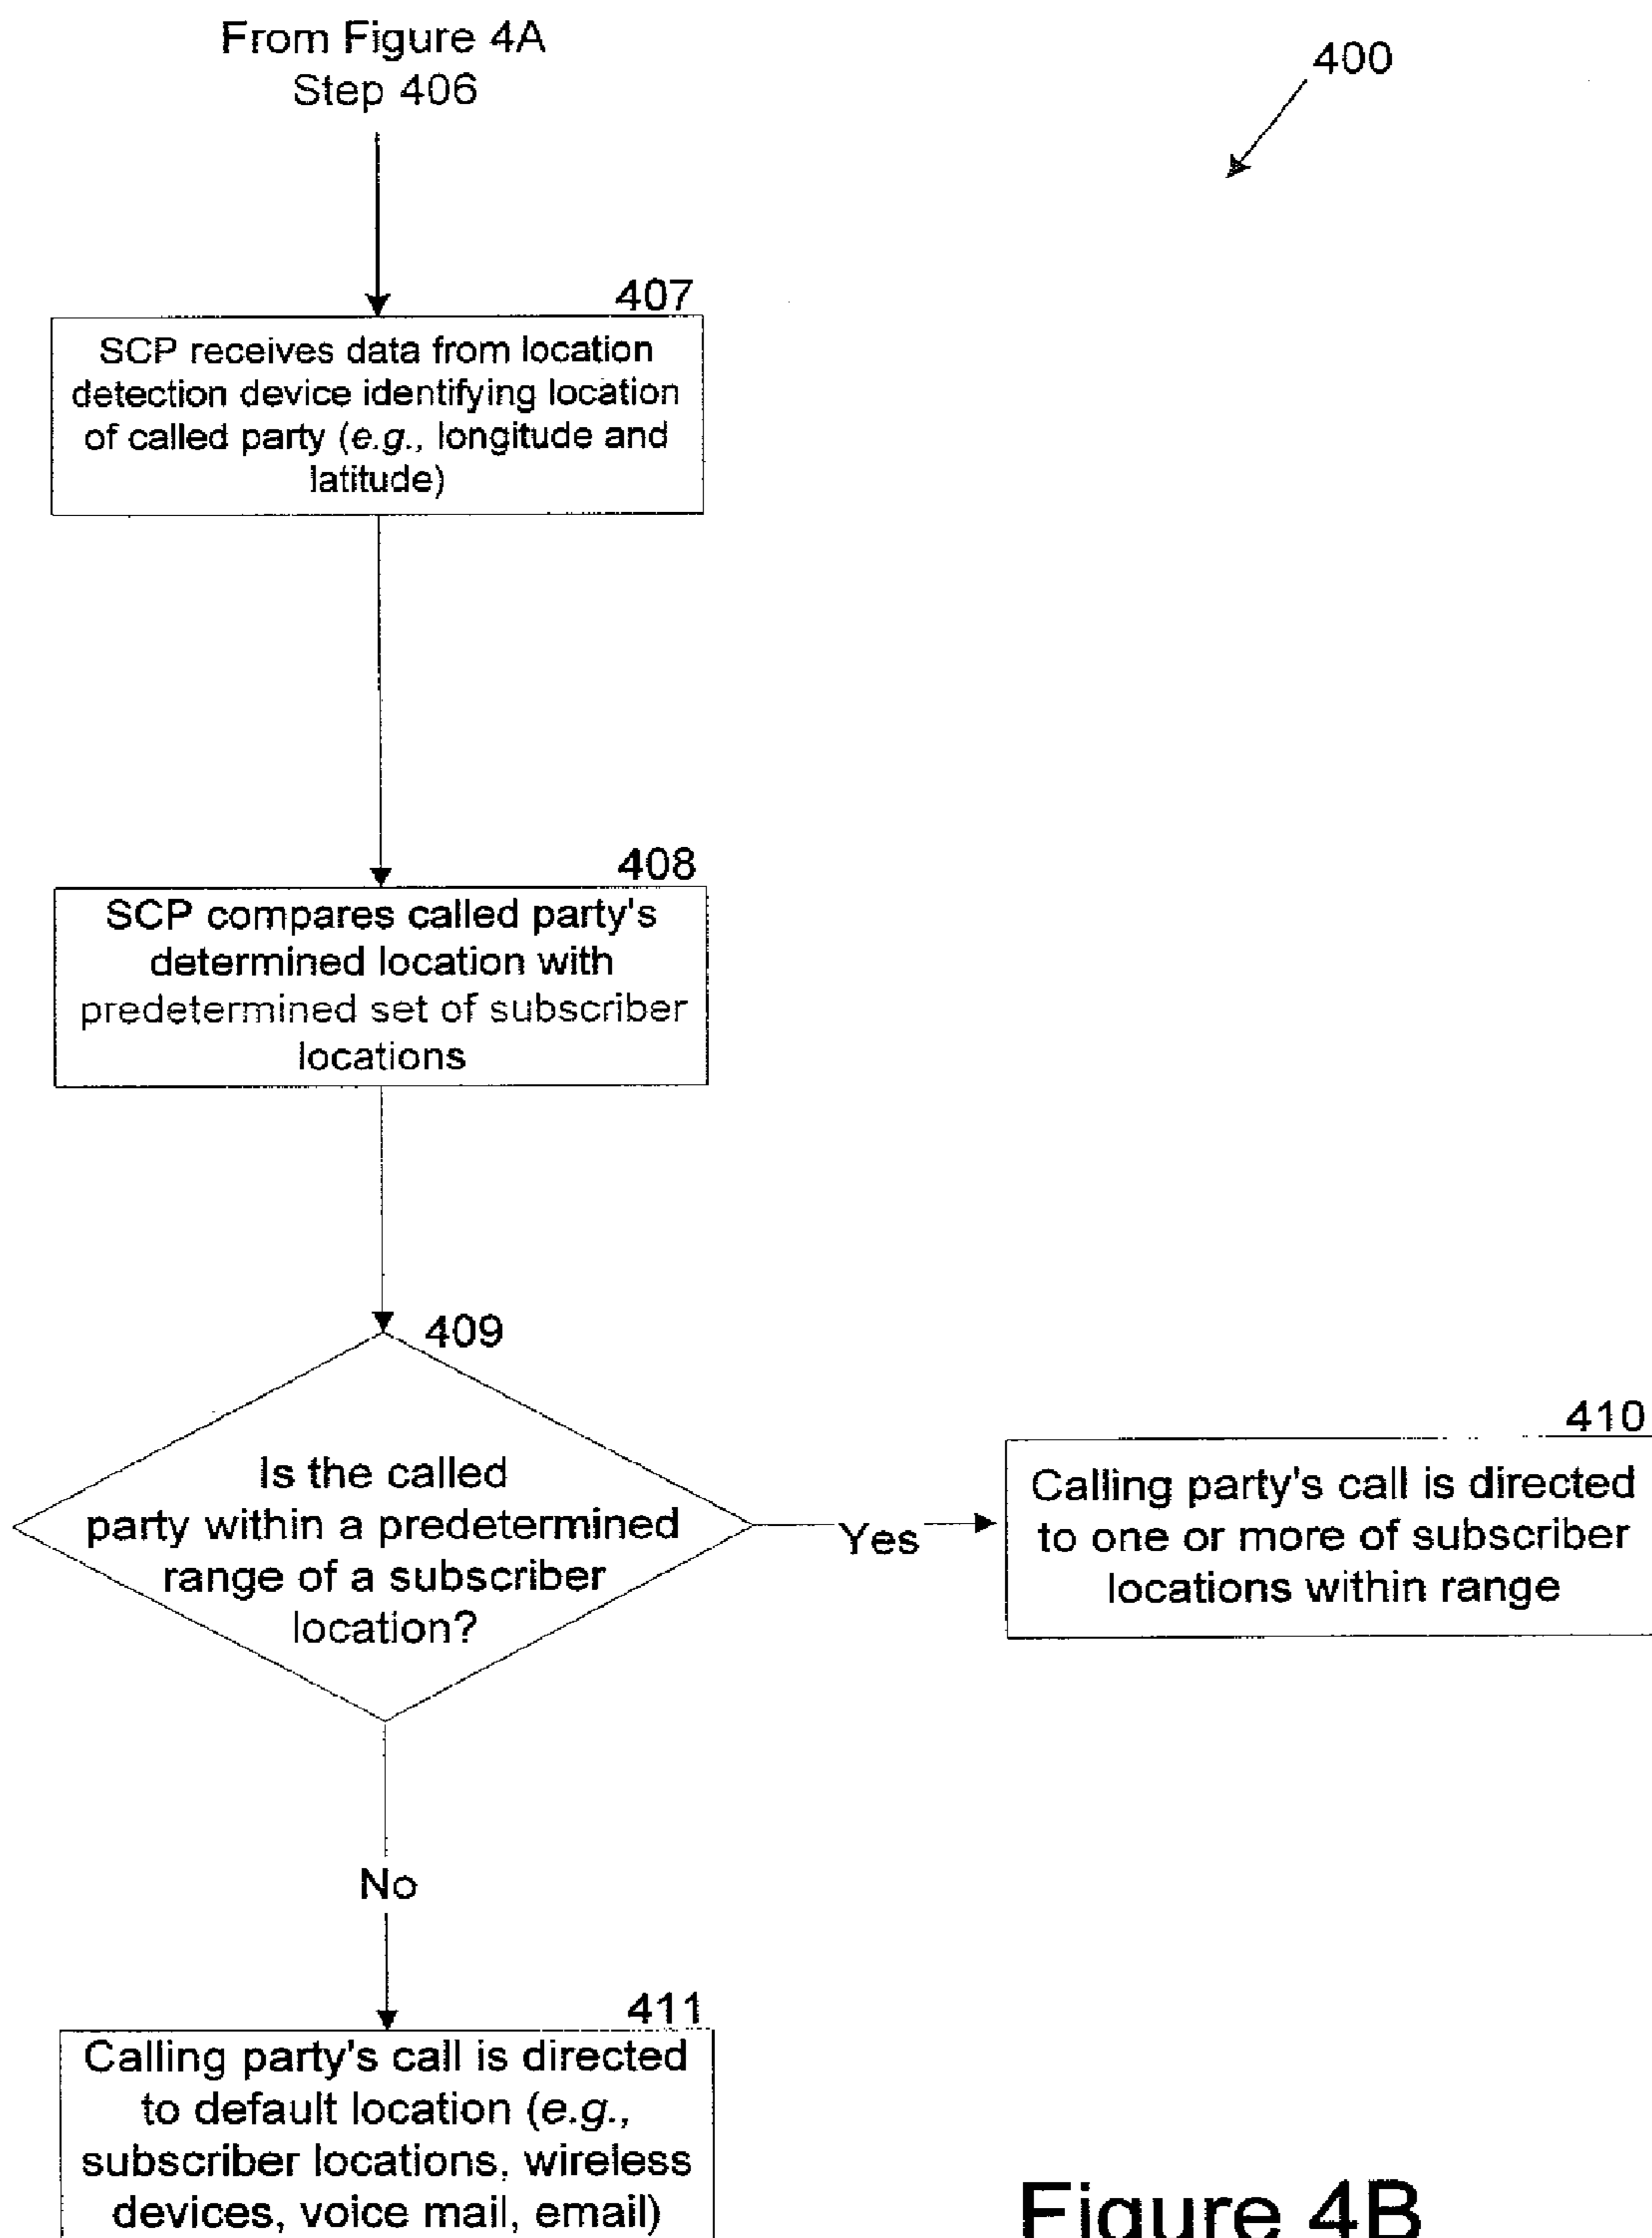 From Figure 4A
Step 406
400
407
SCP receives data from location
detection device identifying location
of called party (e.g., longitude and
latitude)
408
SCP compares called party's
determined location with
predetermined set of subscriber
locations
409
Is the called
party within a predetermined
range of a subscriber
location?
Yes
410
Calling party's call is directed
to one or more of subscriber
locations within range
No
411
Calling party's call is directed
to default location (e.g.,
subscriber locations, wireless
devices, voice mail, email)
Figure 4B